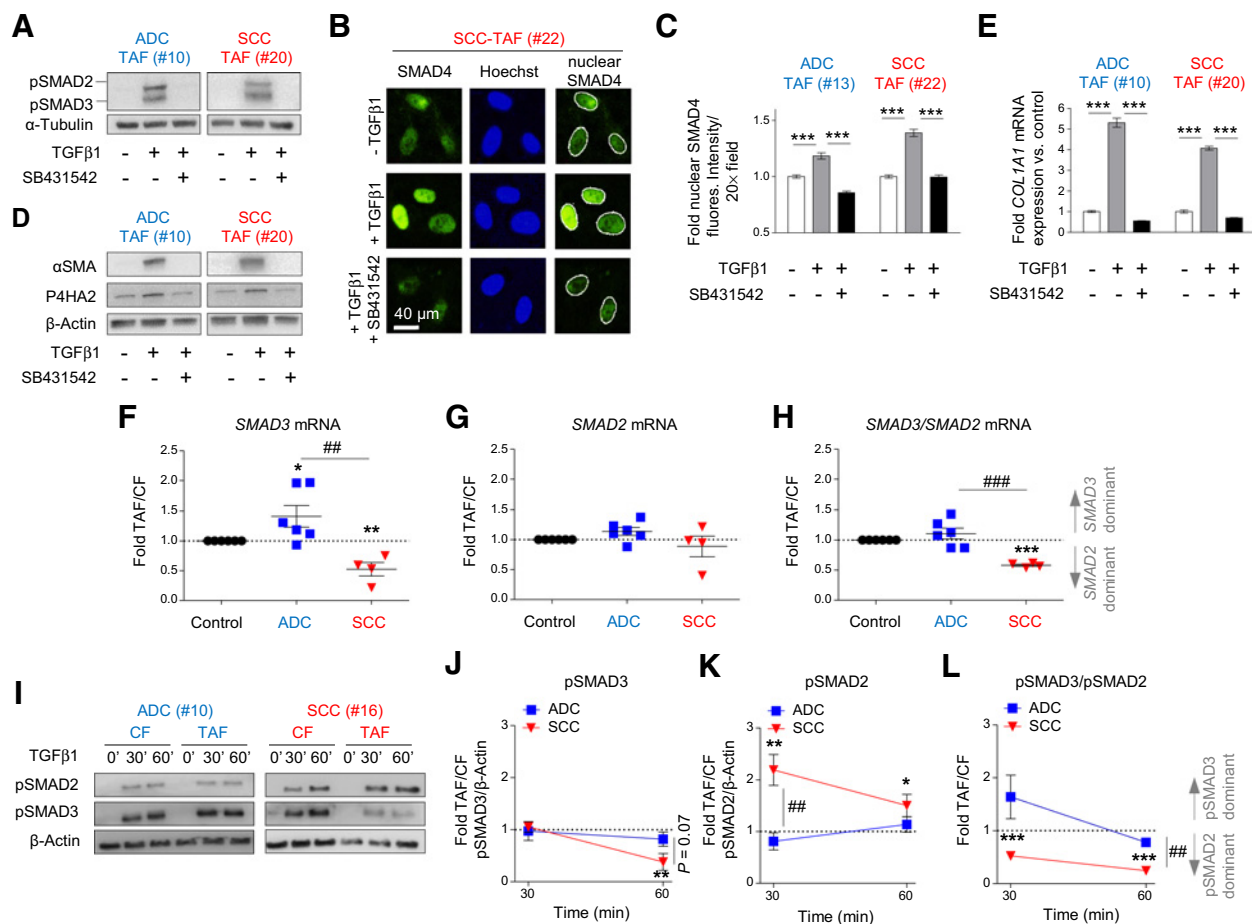 A
ADC
TAF (#10)
SCC
TAF (#20)
pSMAD2
pSMAD3
α-Tubulin
TGFβ1 - + + - + +
SB431542 - - + - - +
B
SCC-TAF (#22)
SMAD4 Hoechst nuclear
SMAD4
- TGFβ1
+ TGFβ1
+ TGFβ1
+ SB431542
40 μm
C
ADC
TAF (#13)
SCC
TAF (#22)
Fold nuclear SMAD4
fluores. Intensity/
20× field
1.5
1.0
0.5
*** *** *** ***
TGFβ1 - + + - + +
SB431542 - - + - - +
E
ADC
TAF (#10)
SCC
TAF (#20)
Fold COL1A1 mRNA
expression vs. control
6
5
4
3
2
1
0
*** *** *** ***
TGFβ1 - + + - + +
SB431542 - - + - - +
D
ADC
TAF (#10)
SCC
TAF (#20)
αSMA
P4HA2
β-Actin
TGFβ1 - + + - + +
SB431542 - - + - - +
F
SMAD3 mRNA
Fold TAF/CF
2.5
2.0
1.5
1.0
0.5
0.0
*
##
**
Control ADC SCC
G
SMAD2 mRNA
Fold TAF/CF
2.5
2.0
1.5
1.0
0.5
0.0
Control ADC SCC
H
SMAD3/SMAD2 mRNA
Fold TAF/CF
2.5
2.0
1.5
1.0
0.5
0.0
###
***
Control ADC SCC
SMAD3
dominant
SMAD2
dominant
I
ADC (#10) SCC (#16)
CF TAF CF TAF
TGFβ1 0' 30' 60' 0' 30' 60' 0' 30' 60' 0' 30' 60'
pSMAD2
pSMAD3
β-Actin
J
pSMAD3
ADC
SCC
Fold TAF/CF
pSMAD3/β-Actin
3
2
1
0
P = 0.07
**
30 60
Time (min)
K
pSMAD2
ADC
SCC
Fold TAF/CF
pSMAD2/β-Actin
3
2
1
0
**
##
*
30 60
Time (min)
L
pSMAD3/pSMAD2
ADC
SCC
Fold TAF/CF
3
2
1
0
***
***
##
30 60
Time (min)
pSMAD3
dominant
pSMAD2
dominant